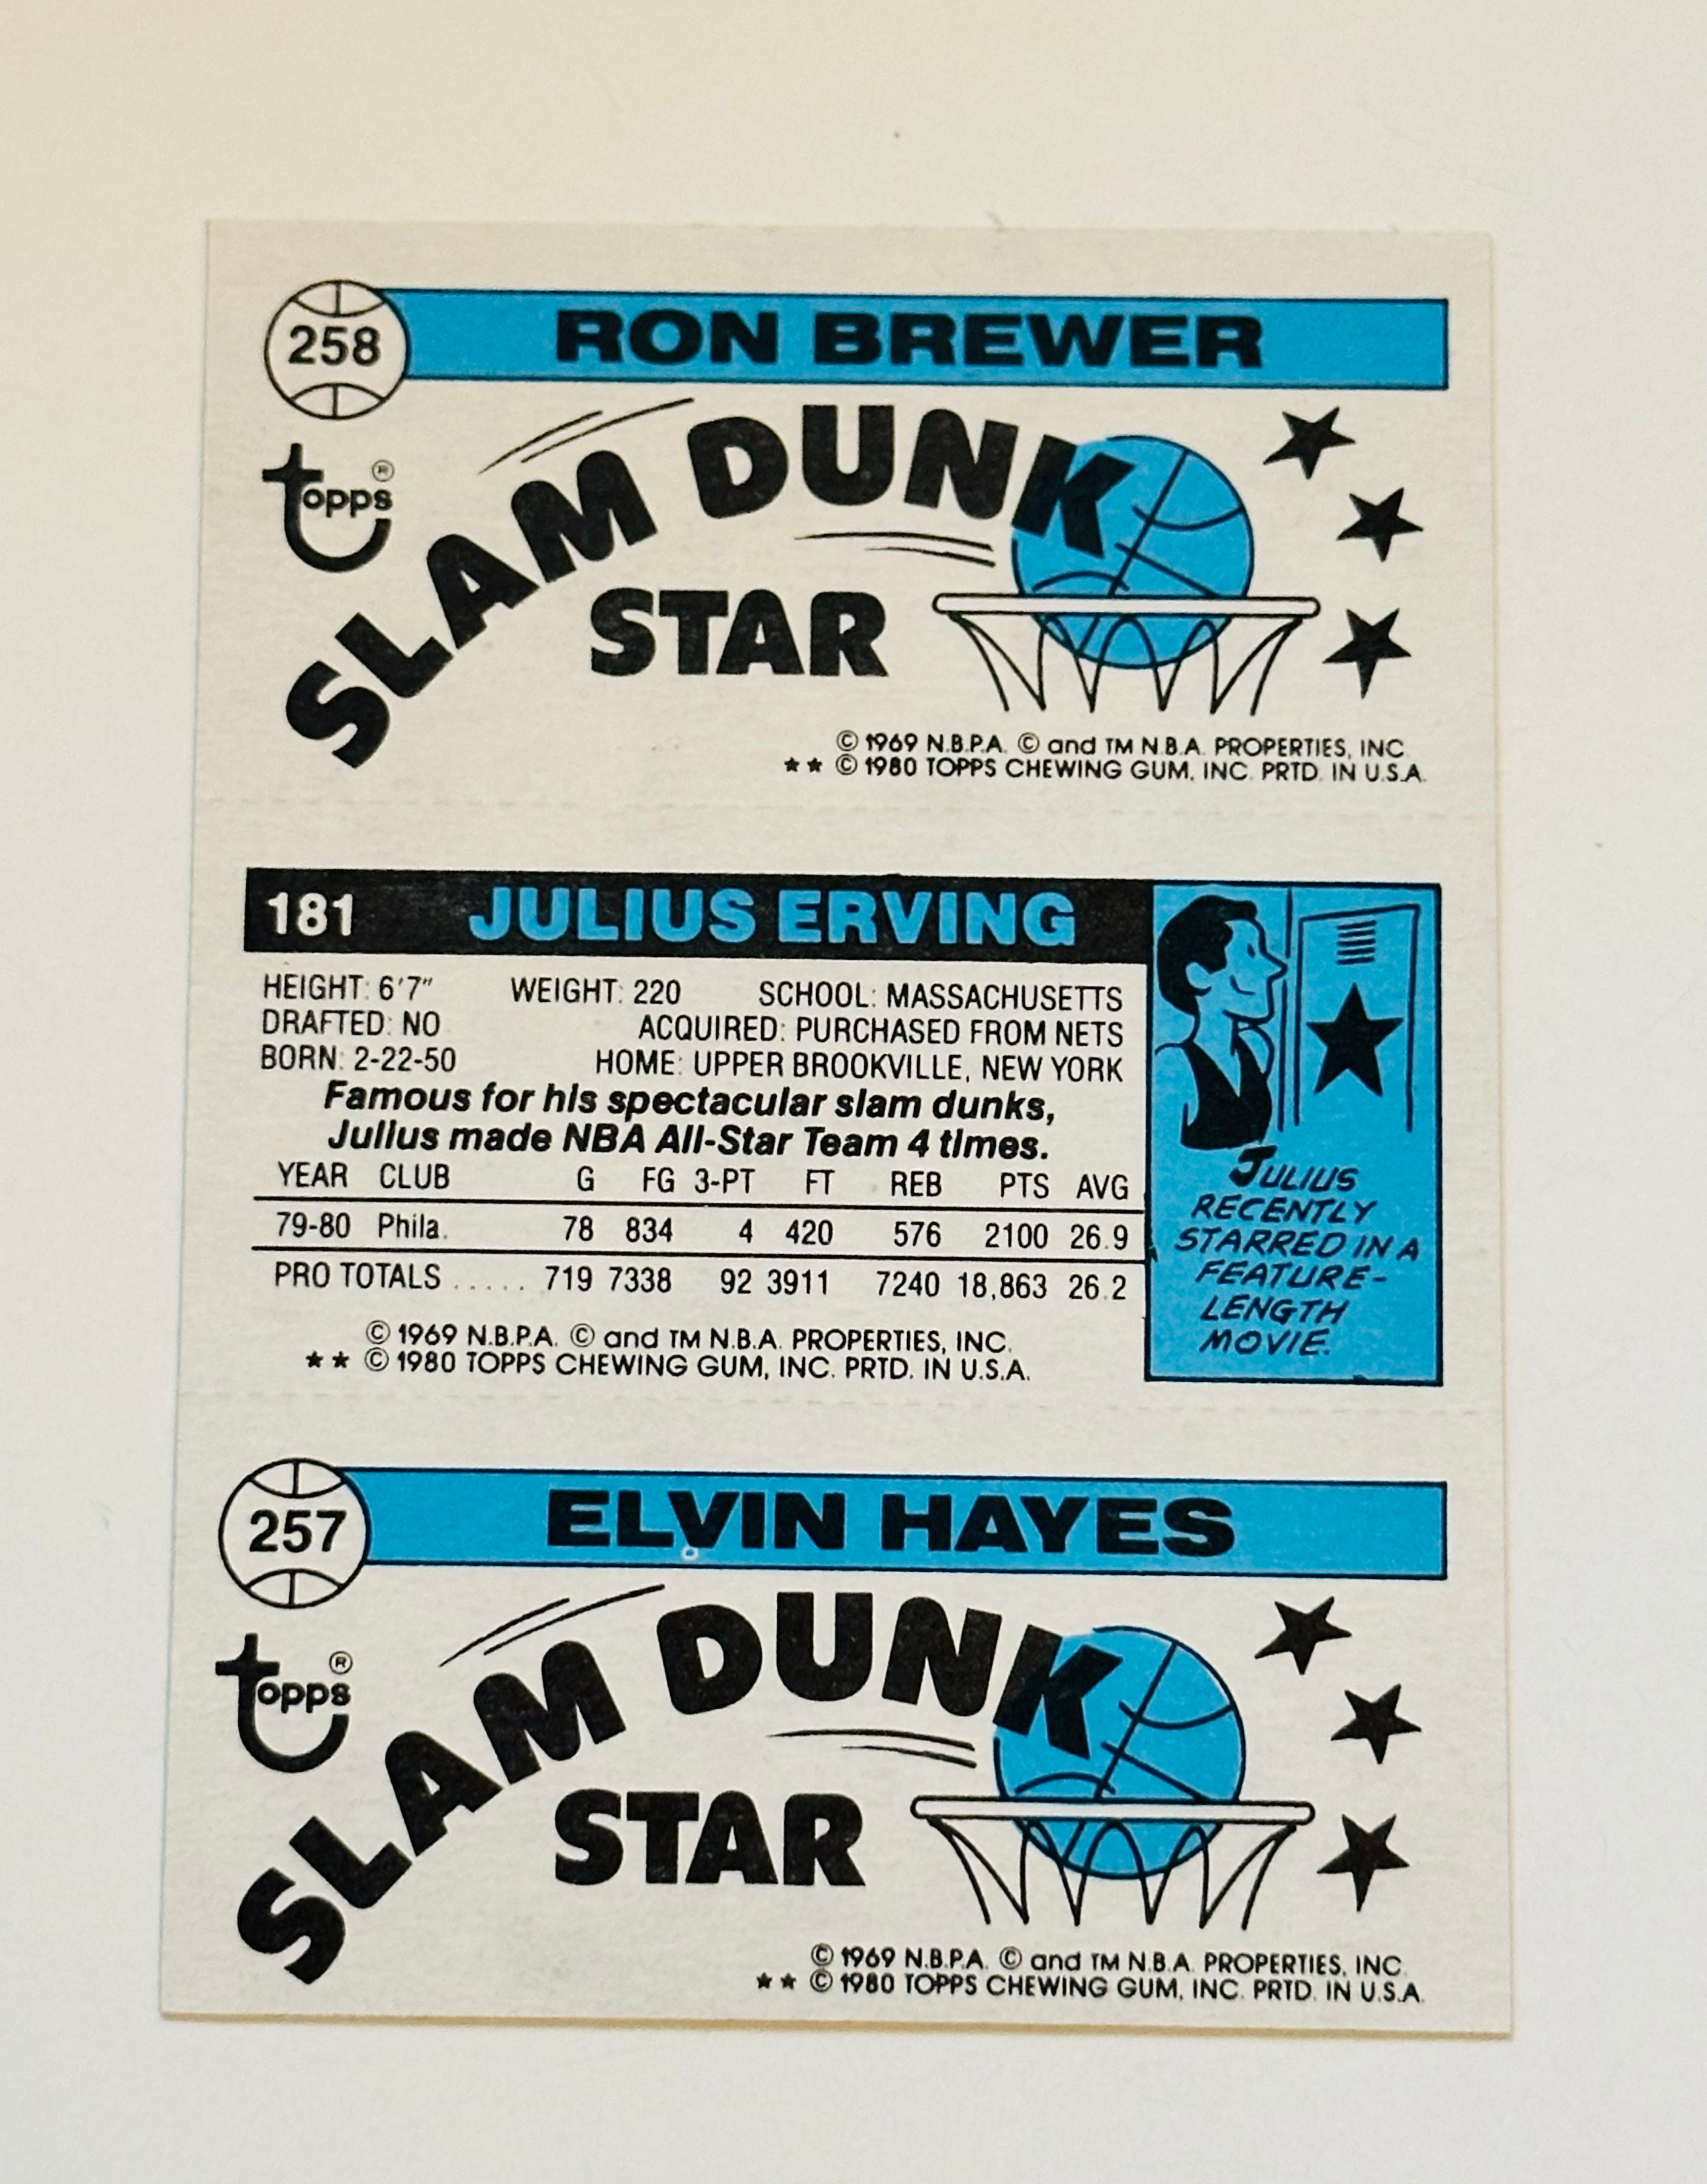 258 RON BREWER
topps®
SLAM DUNK
STAR
© 1969 N.B.P.A. © and TM N.B.A. PROPERTIES, INC.
★★ © 1980 TOPPS CHEWING GUM, INC. PRTD. IN U.S.A.
181 JULIUS ERVING
HEIGHT: 6'7" WEIGHT: 220 SCHOOL: MASSACHUSETTS
DRAFTED: NO ACQUIRED: PURCHASED FROM NETS
BORN: 2-22-50 HOME: UPPER BROOKVILLE, NEW YORK
Famous for his spectacular slam dunks,
Julius made NBA All-Star Team 4 times.
YEAR CLUB G FG 3-PT FT REB PTS AVG
79-80 Phila. 78 834 4 420 576 2100 26.9
PRO TOTALS ..... 719 7338 92 3911 7240 18,863 26.2
© 1969 N.B.P.A. © and TM N.B.A. PROPERTIES, INC.
★★ © 1980 TOPPS CHEWING GUM, INC. PRTD. IN U.S.A.
JULIUS
RECENTLY
STARRED IN A
FEATURE-
LENGTH
MOVIE.
257 ELVIN HAYES
topps®
SLAM DUNK
STAR
© 1969 N.B.P.A. © and TM N.B.A. PROPERTIES, INC.
★★ © 1980 TOPPS CHEWING GUM, INC. PRTD. IN U.S.A.